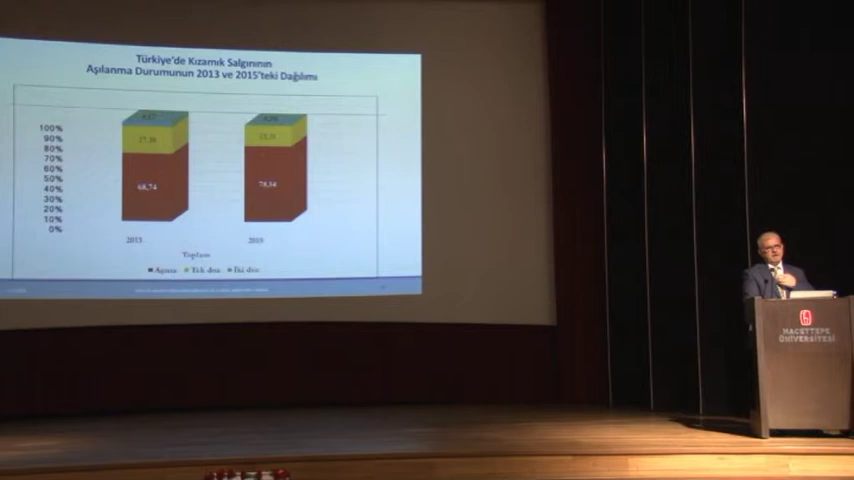 Türkiye'de Kızamık Salgınının
Aşılanma Durumunun 2013 ve 2015'teki Dağılımı
100%
90%
80%
70%
60%
50%
40%
30%
20%
10%
0%
27,36
68,74
78,54
2013
2015
Toplam
Aşısız Tek doz İki doz
HACETTEPE
ÜNİVERSİTESİ